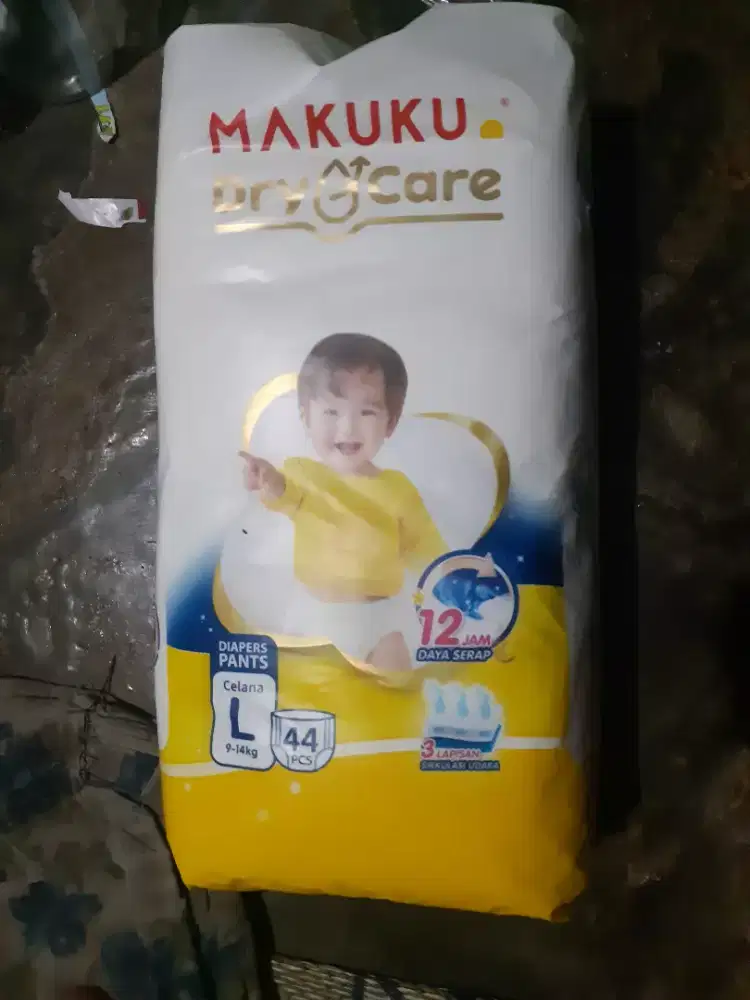 MAKUKU
Dry Care
12 JAM
DAYA SERAP
DIAPERS
PANTS
Celana
L
9-14kg
44
PCS
3 LAPISAN
SIRKULASI UDARA